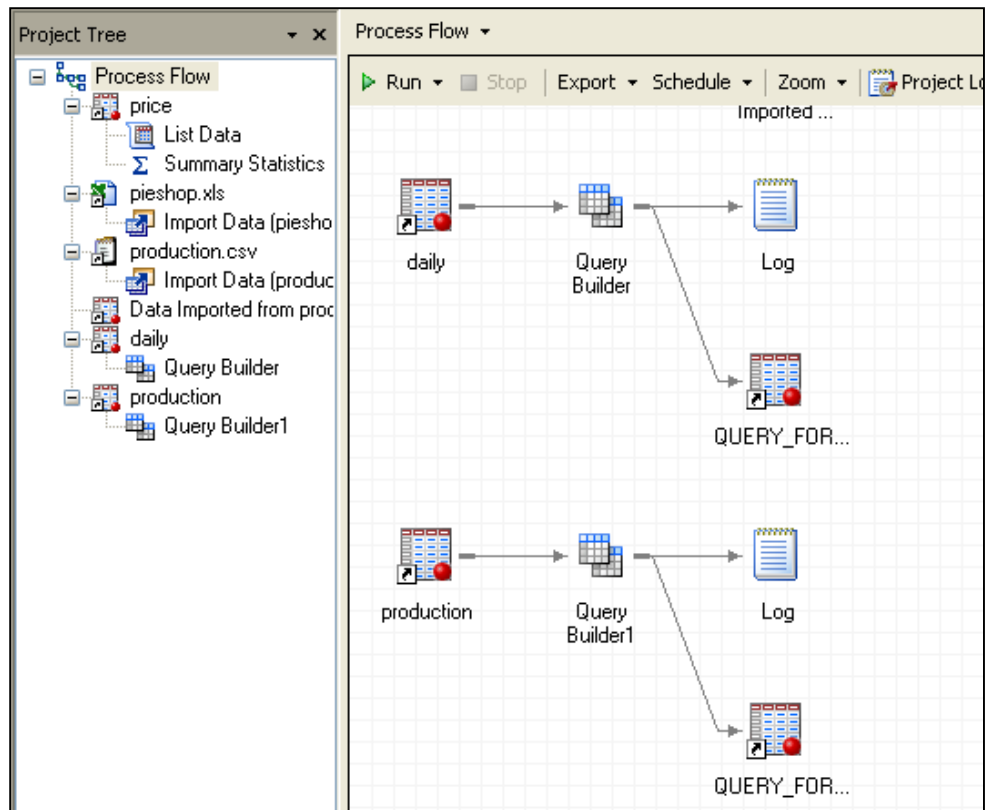 Project Tree
Process Flow
price
List Data
Summary Statistics
pieshop.xls
Import Data (piesho
production.csv
Import Data (produc
Data Imported from proc
daily
Query Builder
production
Query Builder1
Process Flow
Run
Stop
Export
Schedule
Zoom
Project Lo
Imported ...
daily
Query
Builder
Log
QUERY_FOR...
production
Query
Builder1
Log
QUERY_FOR...